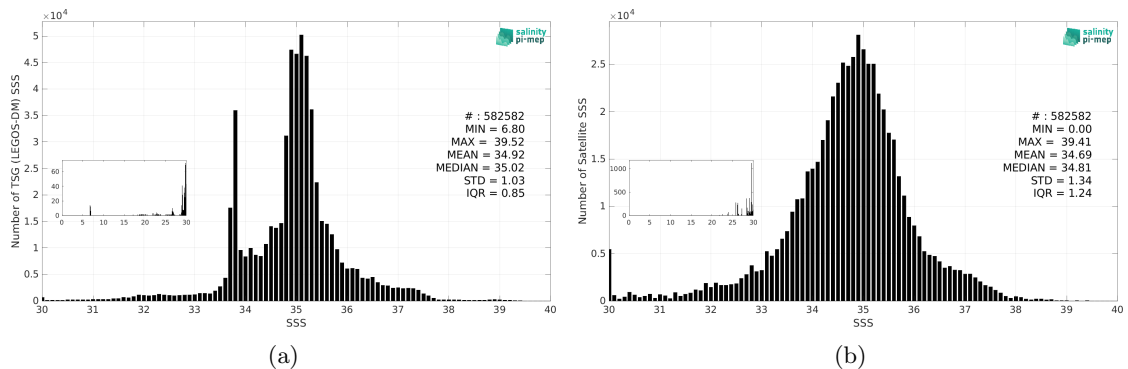 ×10⁴
5
4.5
4
3.5
3
2.5
2
1.5
1
0.5
0
Number of TSG (LEGOS-DM) SSS
30 31 32 33 34 35 36 37 38 39 40
SSS
salinity
pi-mep
# : 582582
MIN = 6.80
MAX = 39.52
MEAN = 34.92
MEDIAN = 35.02
STD = 1.03
IQR = 0.85
60
40
20
0
0 5 10 15 20 25 30
(a)
×10⁴
2.5
2
1.5
1
0.5
0
Number of Satellite SSS
30 31 32 33 34 35 36 37 38 39 40
SSS
salinity
pi-mep
# : 582582
MIN = 0.00
MAX = 39.41
MEAN = 34.69
MEDIAN = 34.81
STD = 1.34
IQR = 1.24
1000
500
0
0 5 10 15 20 25 30
(b)